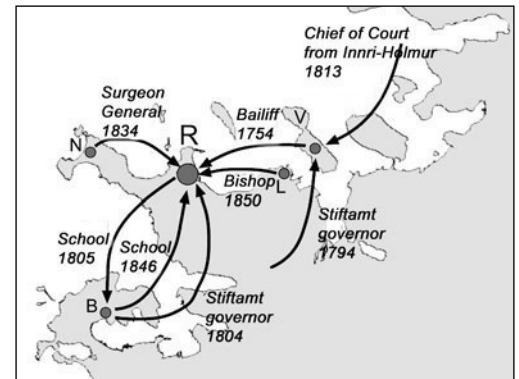 Chief of Court
from Innri-Holmur
1813
Surgeon
General
1834
Bailiff
1754
V
R
N
L
Bishop
1850
School
1805
School
1846
Stiftamt
governor
1794
B
Stiftamt
governor
1804